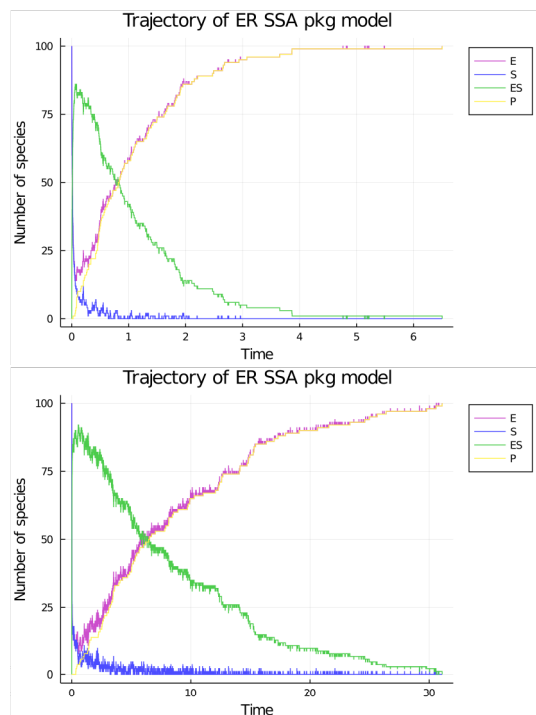 Trajectory of ER SSA pkg model
100
75
50
25
0
Number of species
0
1
2
3
4
5
6
Time
E
S
ES
P
Trajectory of ER SSA pkg model
100
75
50
25
0
Number of species
0
10
20
30
Time
E
S
ES
P